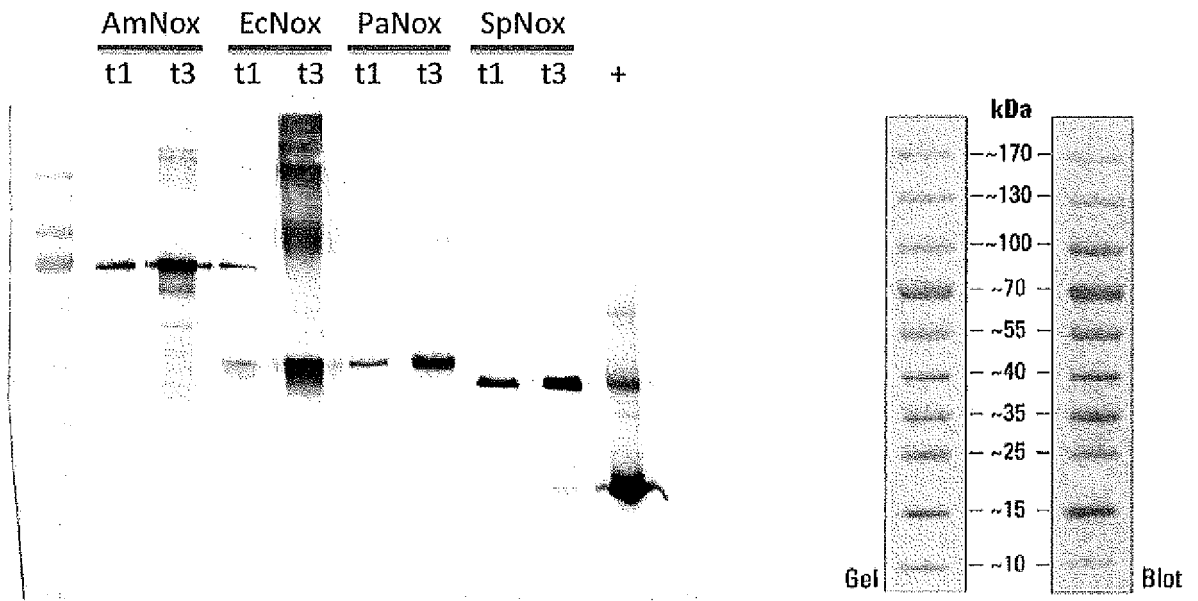 AmNox EcNox PaNox SpNox
t1 t3 t1 t3 t1 t3 t1 t3 +
kDa
~170
~130
~100
~70
~55
~40
~35
~25
~15
~10
Gel Blot